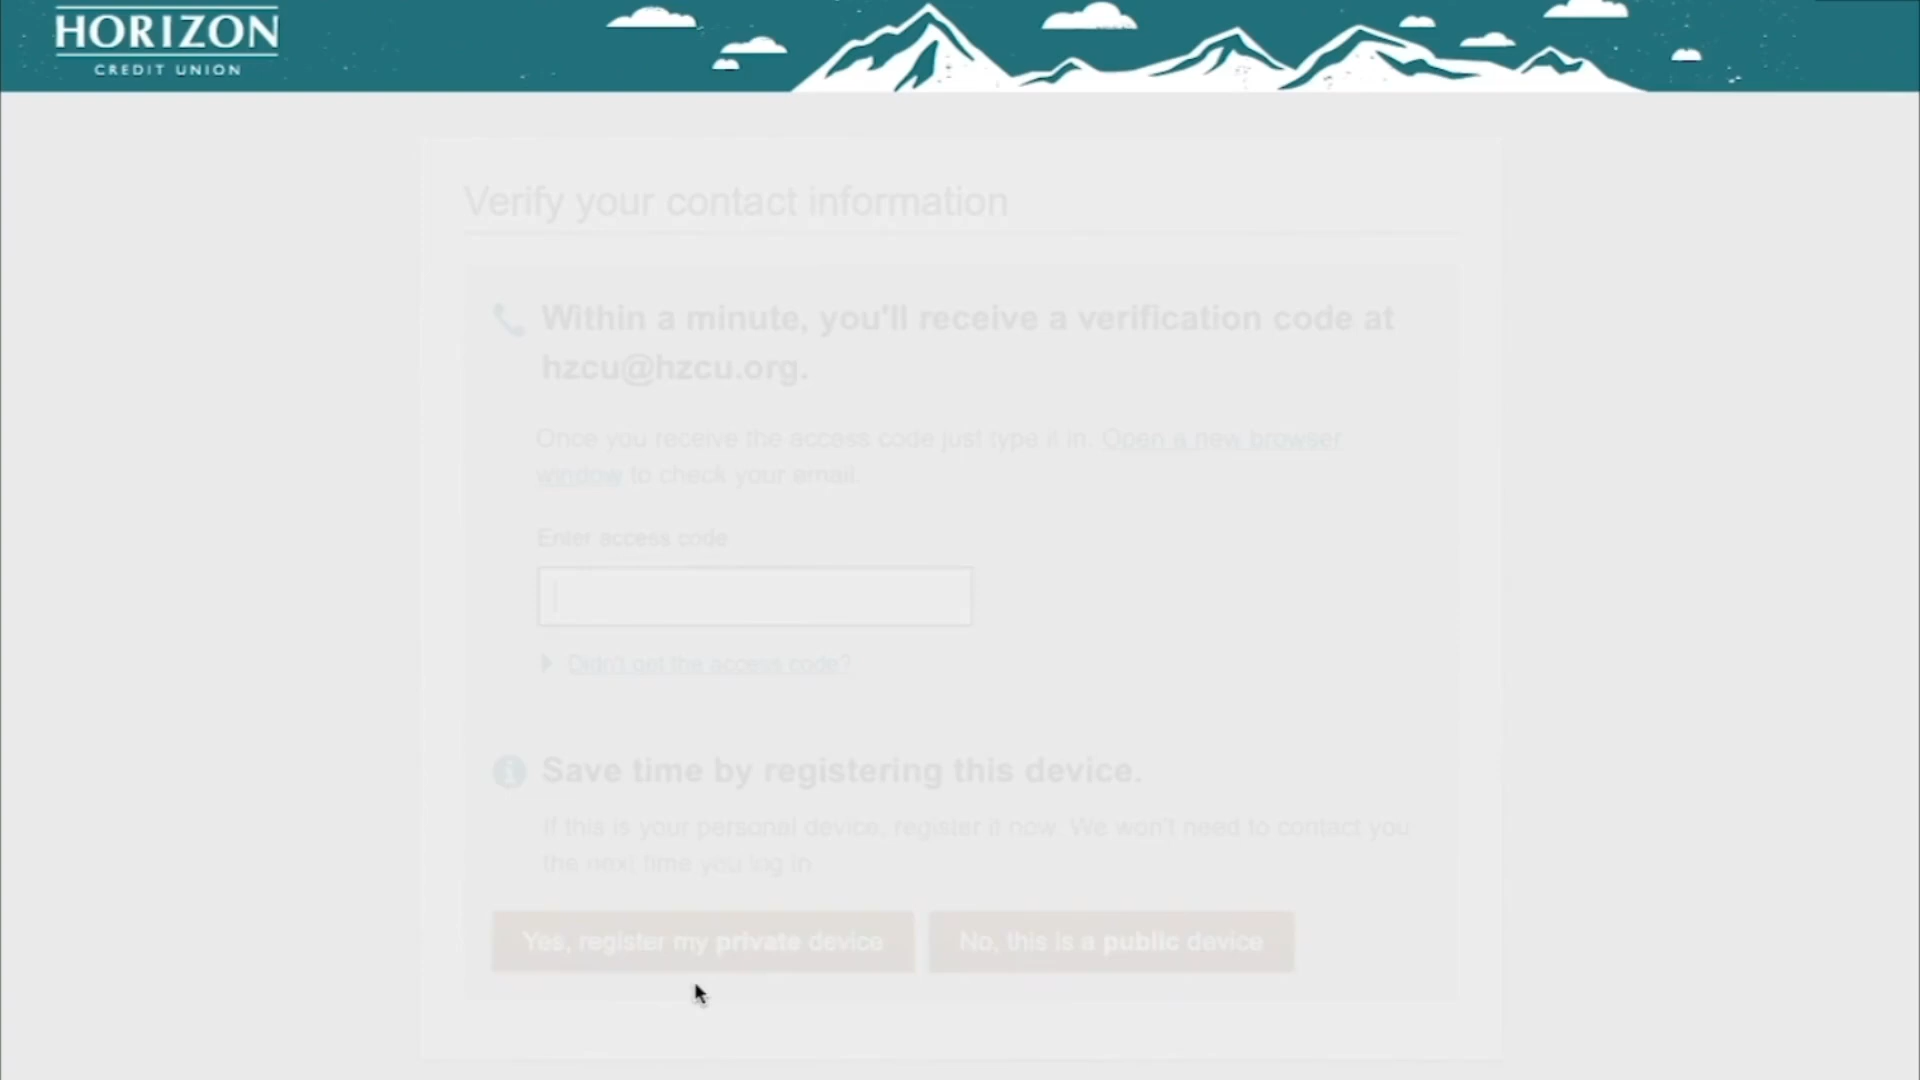 HORIZON
CREDIT UNION
Verify your contact information
Within a minute, you'll receive a verification code at
hzcu@hzcu.org.
Once you receive the access code just type it in. Open a new browser
window to check your email.
Enter access code
Didn't get the access code?
Save time by registering this device.
If this is your personal device, register it now. We won't need to contact you
the next time you log in.
Yes, register my private device
No, this is a public device